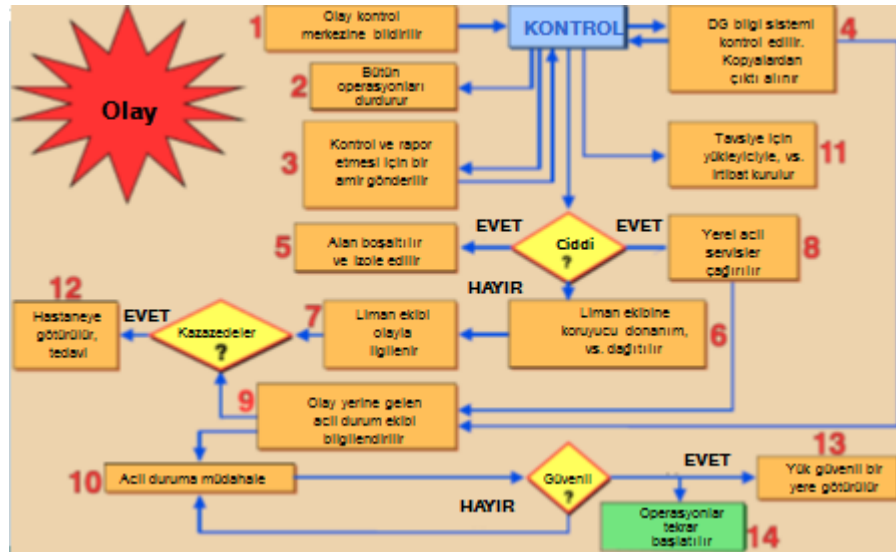 Olay
1
Olay kontrol
merkezine bildirilir
KONTROL
DG bilgi sistemi
kontrol edilir.
Kopyalardan
çıktı alınır
4
2
Bütün
operasyonları
durdurur
3
Kontrol ve rapor
etmesi için bir
amir gönderilir
Tavsiye için
yükleyiciyle, vs.
irtibat kurulur
11
5
Alan boşaltılır
ve izole edilir
EVET
Ciddi
?
EVET
Yerel acil
servisler
çağırılır
8
HAYIR
12
Hastaneye
götürülür,
tedavi
EVET
Kazazedeler
?
7
Liman ekibi
olayla
ilgilenir
Liman ekibine
koruyucu donanım,
vs. dağıtılır
6
9
Olay yerine gelen
acil durum ekibi
bilgilendirilir
10
Acil duruma müdahale
HAYIR
Güvenli
?
EVET
13
Yük güvenli bir
yere götürülür
Operasyonlar
tekrar
başlatılır
14